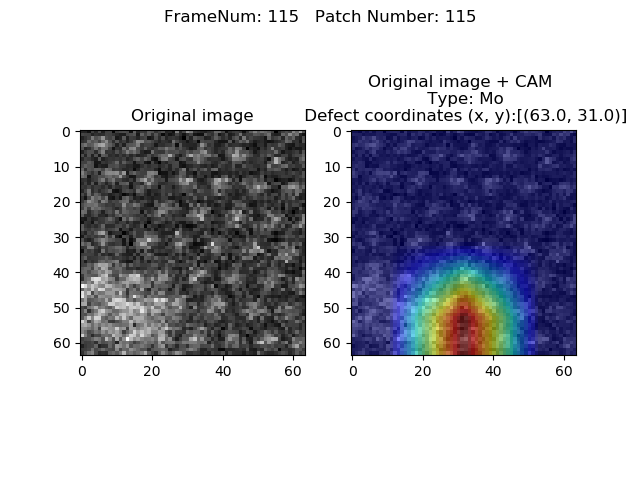 FrameNum: 115   Patch Number: 115
Original image
Original image + CAM
Type: Mo
Defect coordinates (x, y):[(63.0, 31.0)]
0
10
20
30
40
50
60
0 20 40 60
0
10
20
30
40
50
60
0 20 40 60